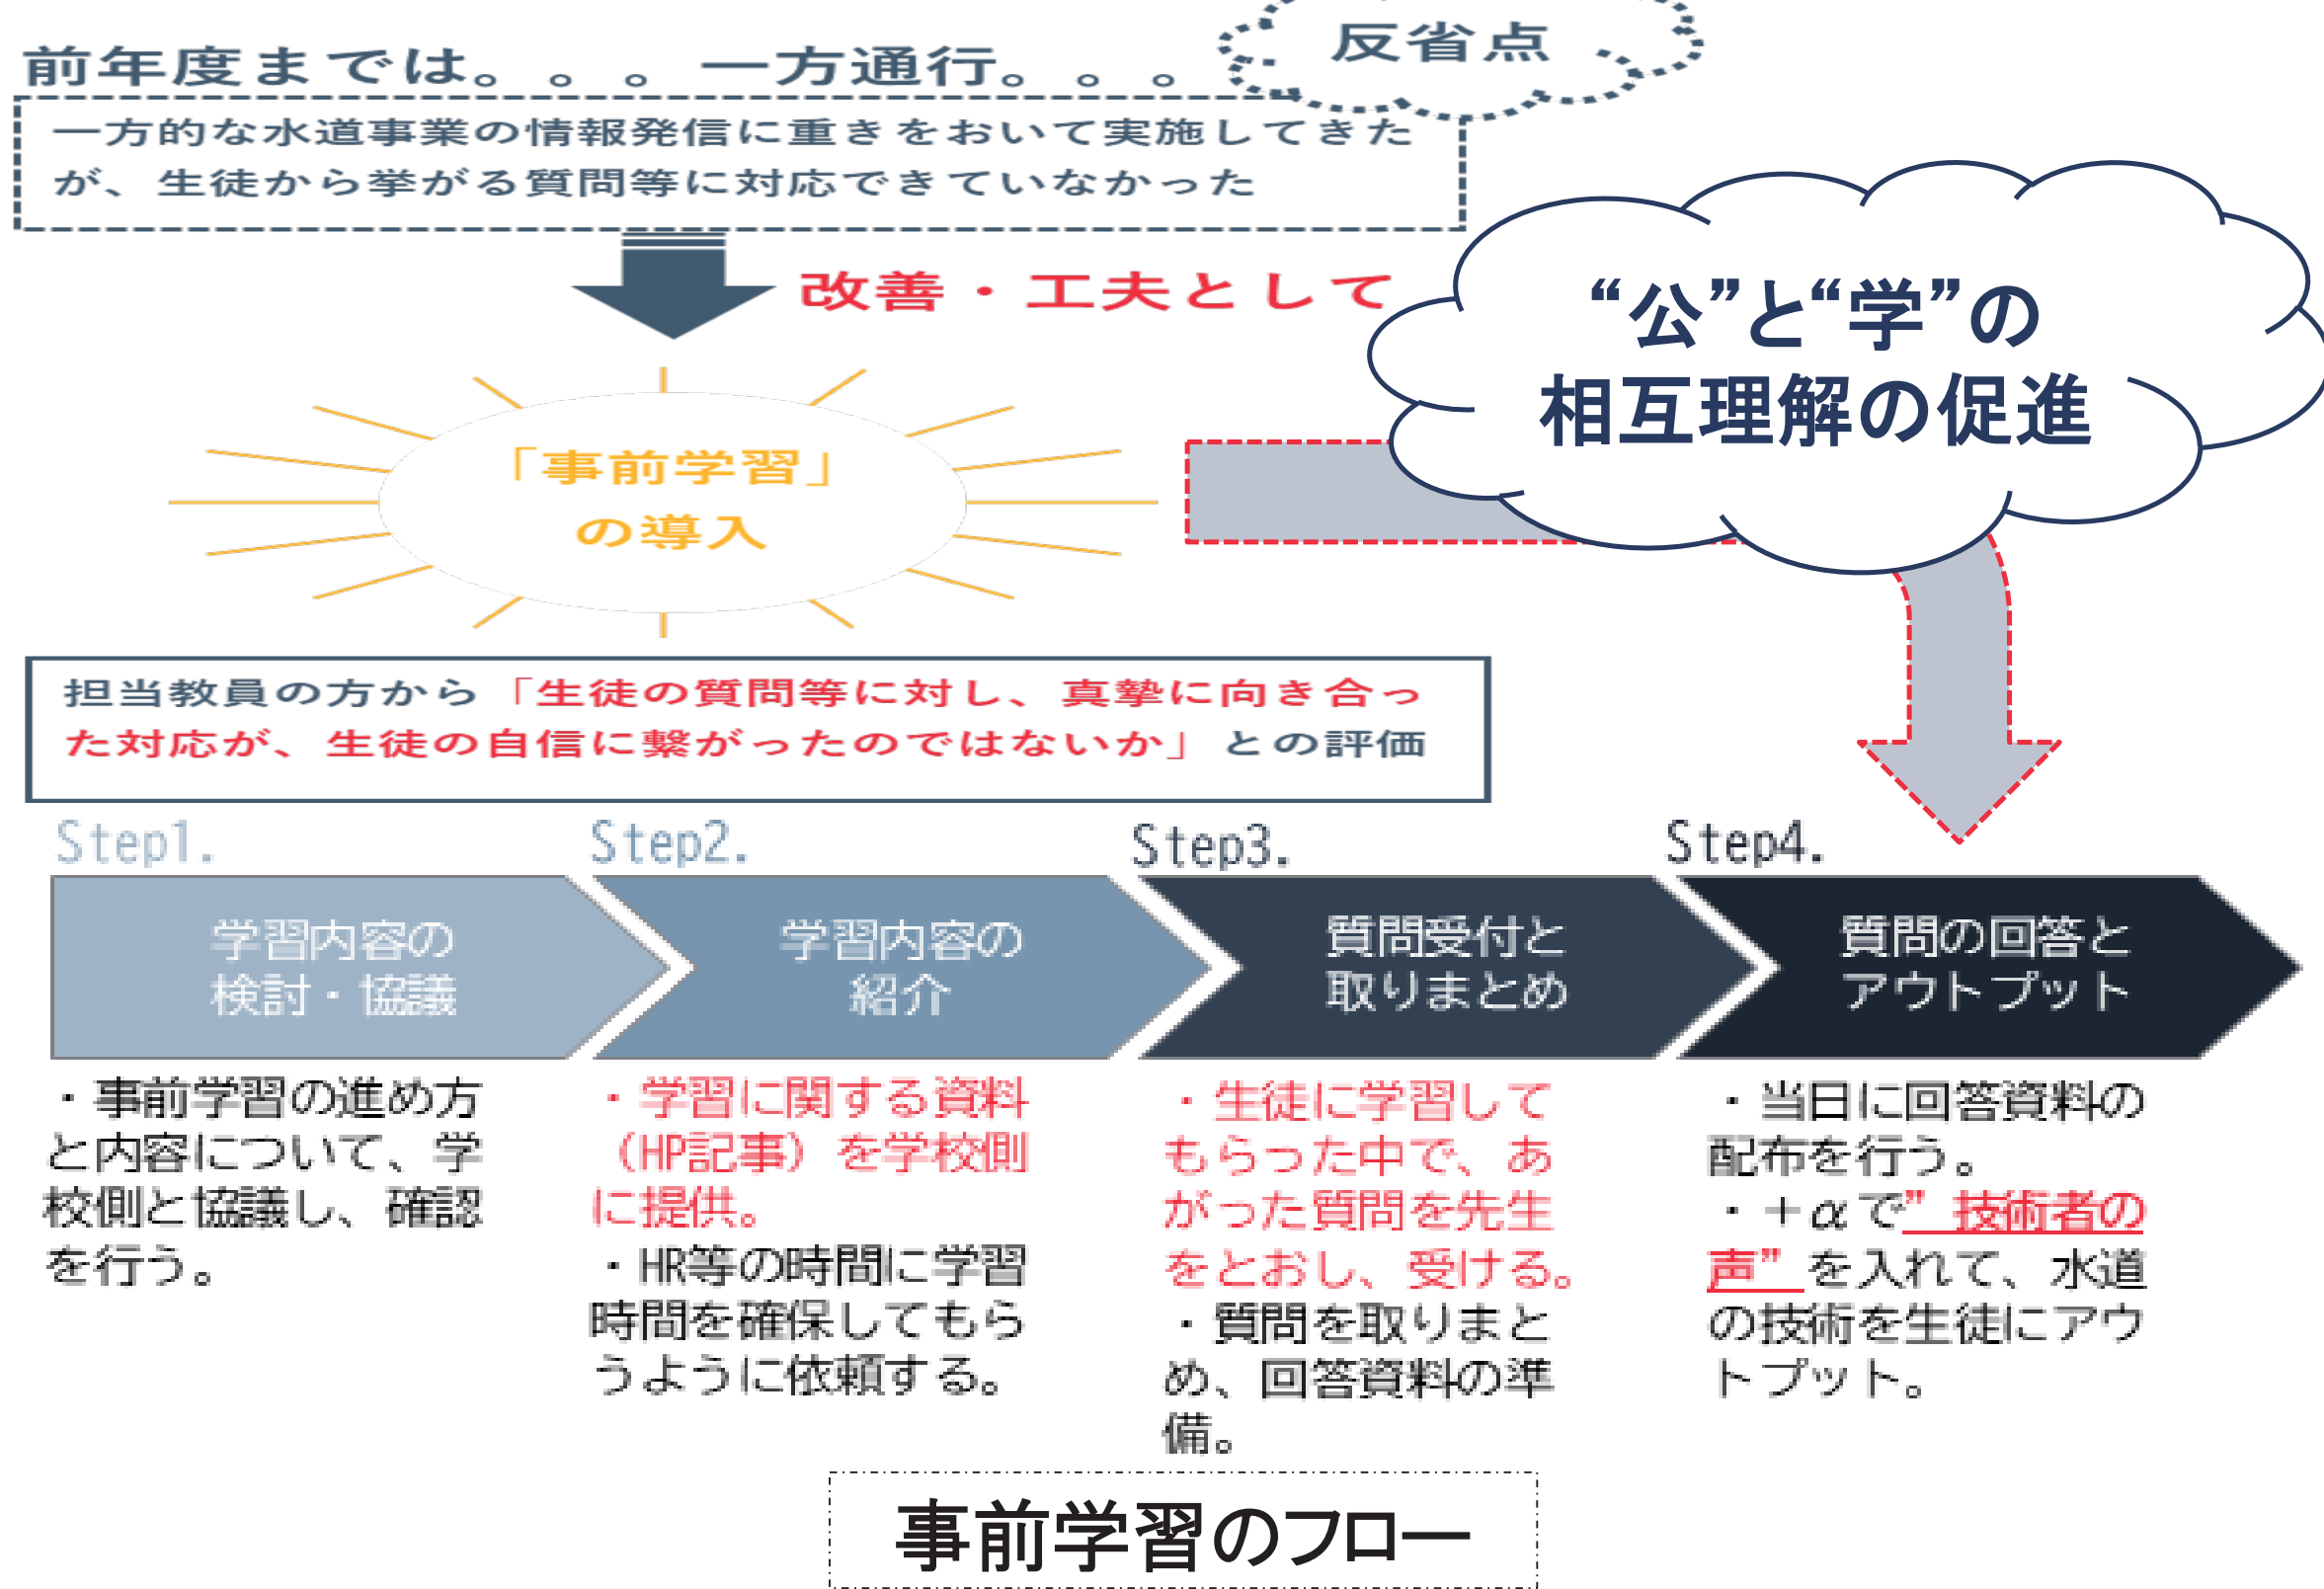 反省点
前年度までは。。。一方通行。。。
一方的な水道事業の情報発信に重きをおいて実施してきた
が、生徒から挙がる質問等に対応できていなかった
改善・工夫として
“公”と“学”の
相互理解の促進
「事前学習」
の導入
担当教員の方から「生徒の質問等に対し、真摯に向き合っ
た対応が、生徒の自信に繋がったのではないか」との評価
Step1.
学習内容の
検討・協議
・事前学習の進め方
と内容について、学
校側と協議し、確認
を行う。
Step2.
学習内容の
紹介
・学習に関する資料
（HP記事）を学校側
に提供。
・HR等の時間に学習
時間を確保してもら
うように依頼する。
Step3.
質問受付と
取りまとめ
・生徒に学習して
もらった中で、あ
がった質問を先生
をとおし、受ける。
・質問を取りまと
め、回答資料の準
備。
Step4.
質問の回答と
アウトプット
・当日に回答資料の
配布を行う。
・＋αで”技術者の
声”を入れて、水道
の技術を生徒にアウ
トプット。
事前学習のフロー